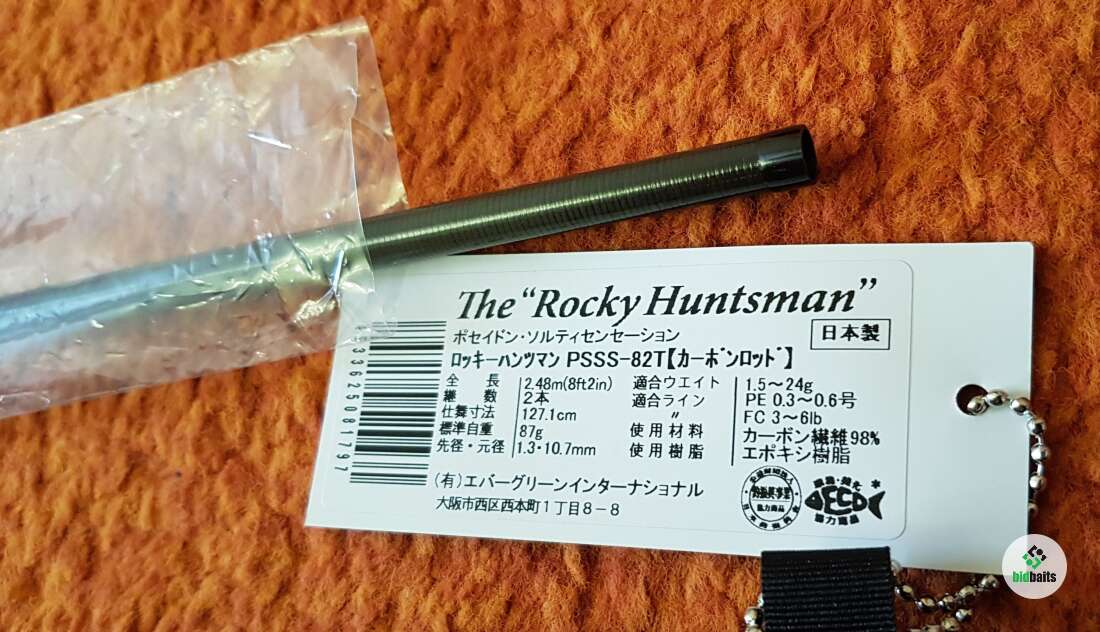 The “Rocky Huntsman”
ポセイドン・ソルティセンセーション
日本製
ロッキーハンツマン PSSS-82T【カーボンロッド】
全長 2.48m(8ft2in) 適合ウエイト 1.5～24g
継数 2本 適合ライン PE 0.3～0.6号
仕舞寸法 127.1cm 〃 FC 3～6lb
標準自重 87g 使用材料 カーボン繊維98%
先径・元径 1.3・10.7mm 使用樹脂 エポキシ樹脂
(有)エバーグリーンインターナショナル
大阪市西区西本町1丁目8－8
ECO
協力商品
bidbaits